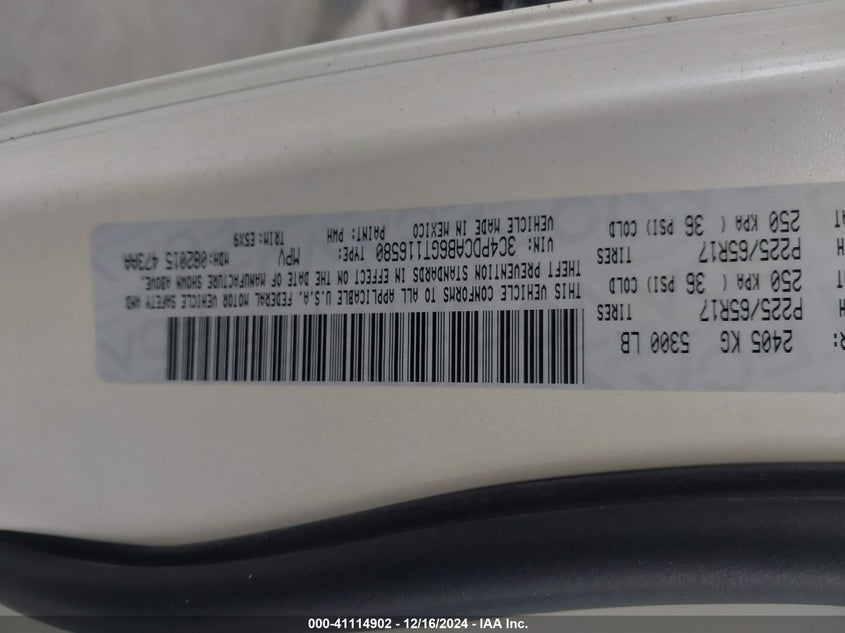 2405 KG 5300 LB
P225/65R17 TIRES
250 KPA ( 36 PSI) COLD
P225/65R17 TIRES
250 KPA ( 36 PSI) COLD
THIS VEHICLE CONFORMS TO ALL APPLICABLE U.S.A. FEDERAL MOTOR VEHICLE SAFETY AND
THEFT PREVENTION STANDARDS IN EFFECT ON THE DATE OF MANUFACTURE SHOWN ABOVE.
VIN: 3C4PDCAB6GT116580 TYPE: MPV MDH:082015 473AA
VEHICLE MADE IN MEXICO PAINT: PWH TRIM: E5X9
000-41114902 - 12/16/2024 - IAA Inc.